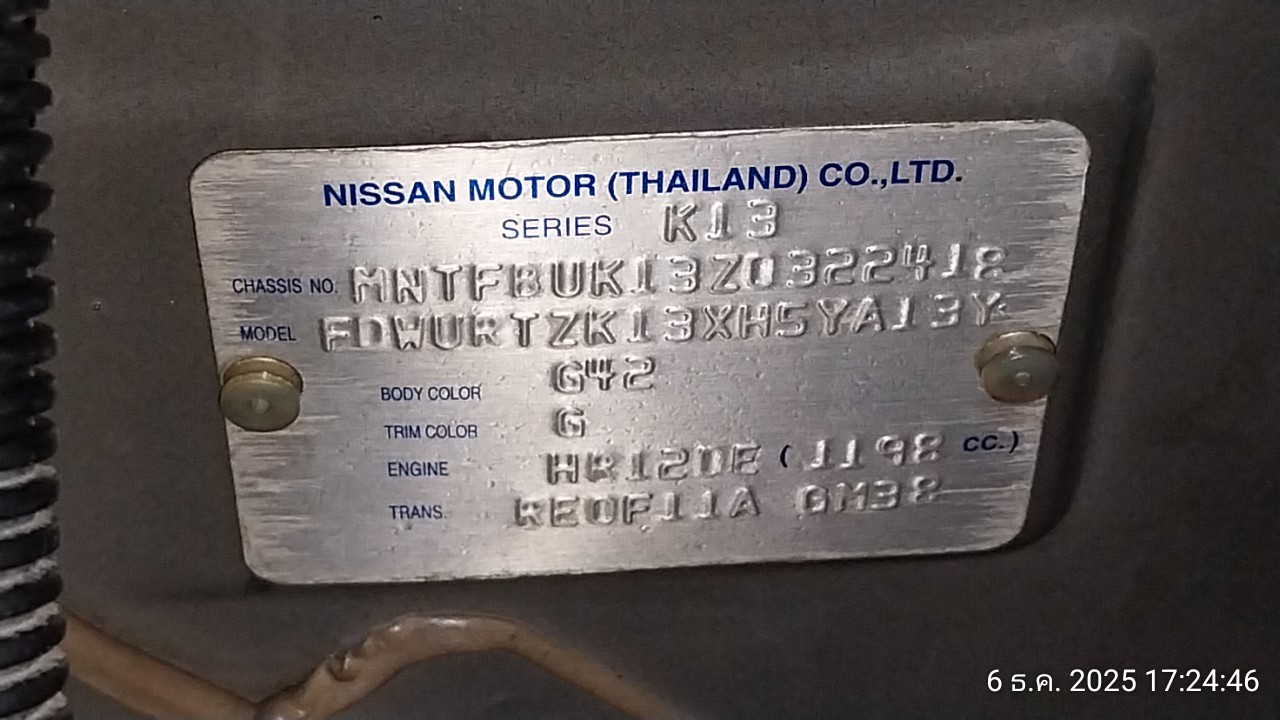 NISSAN MOTOR (THAILAND) CO.,LTD.
SERIES K13
CHASSIS NO. MNTFBUK13Z0322418
MODEL FDWURTZK13XH5YA13Y
BODY COLOR G42
TRIM COLOR G
ENGINE HR12DE (1198 CC.)
TRANS. RE0F11A GM38
6 ธ.ค. 2025 17:24:46